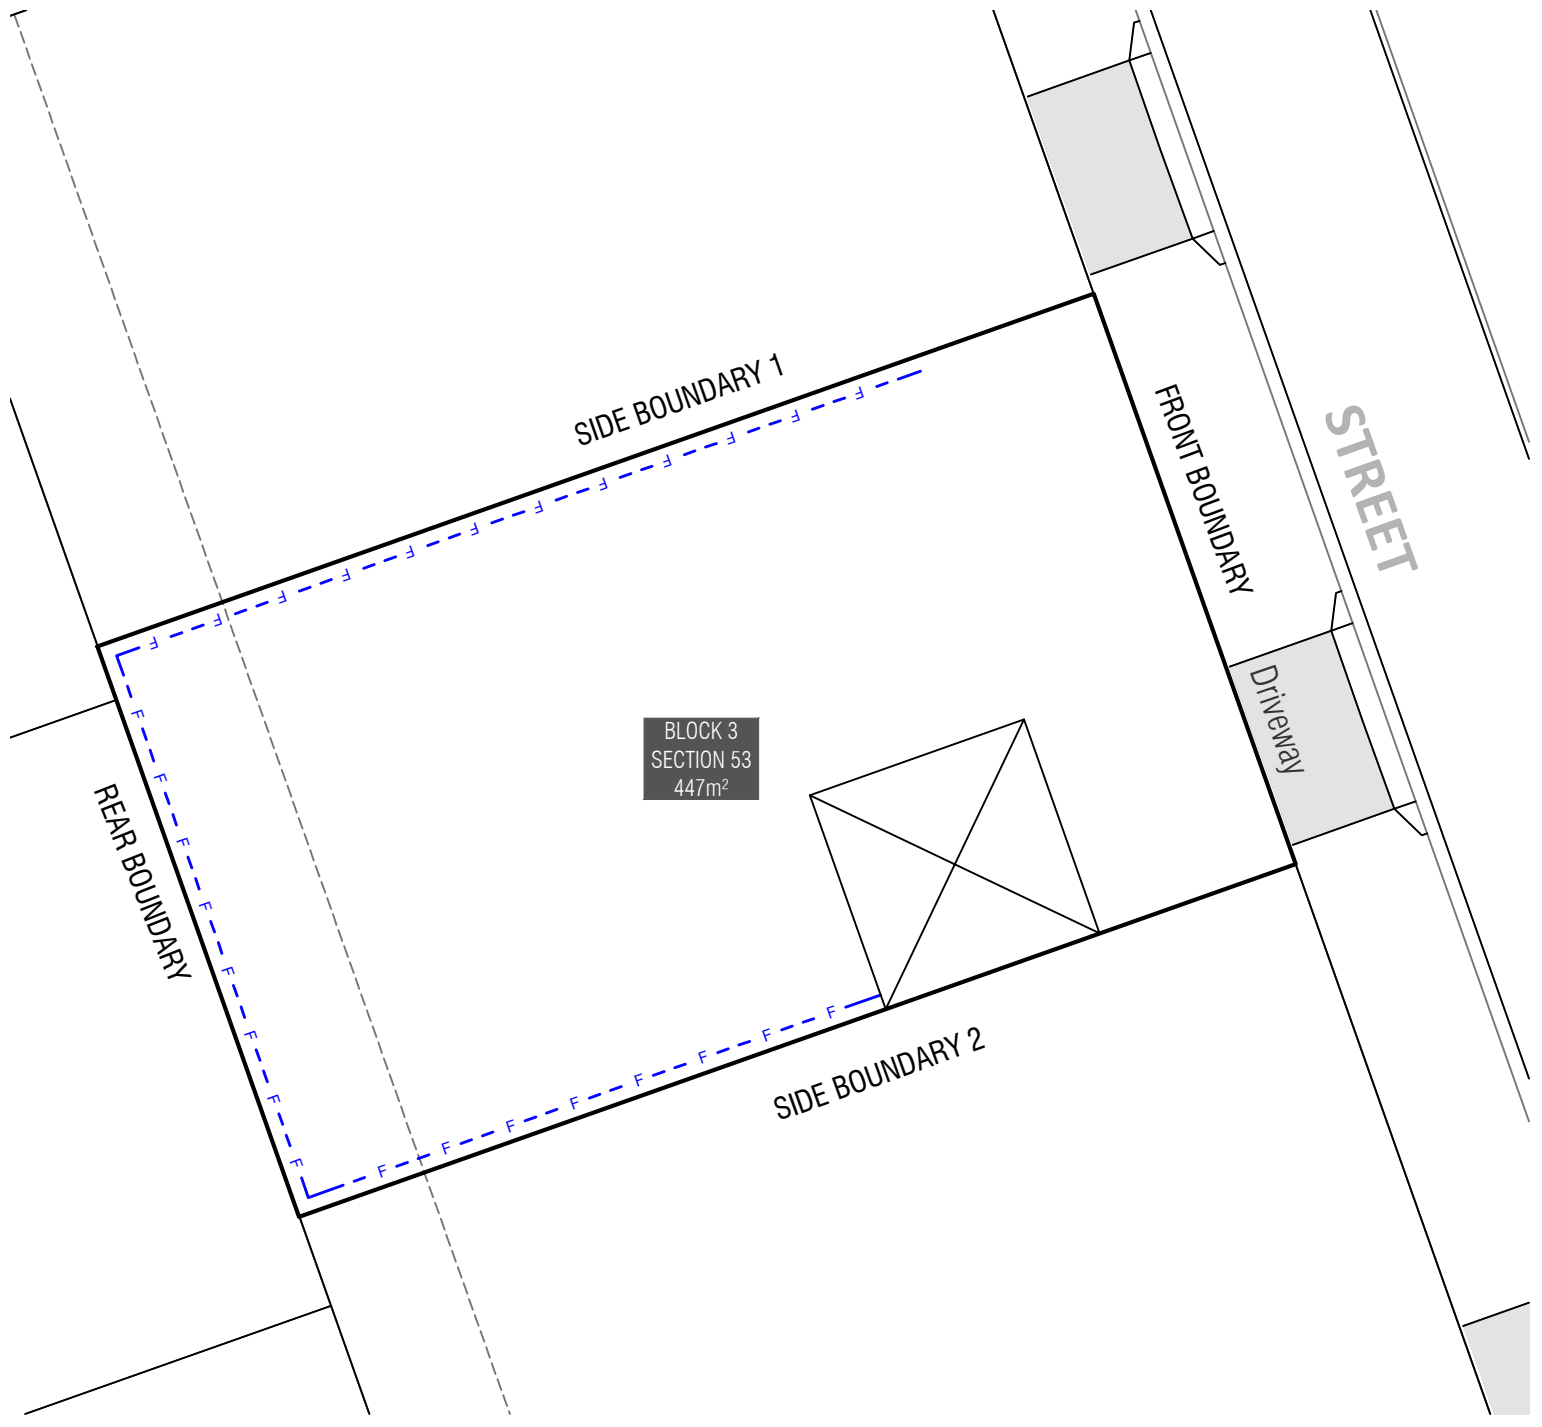 SIDE BOUNDARY 1
FRONT BOUNDARY
STREET
Driveway
BLOCK 3
SECTION 53
447m²
REAR BOUNDARY
SIDE BOUNDARY 2
F F F F F F F F F F F F
F F F F F F F F
F F F F F F F F